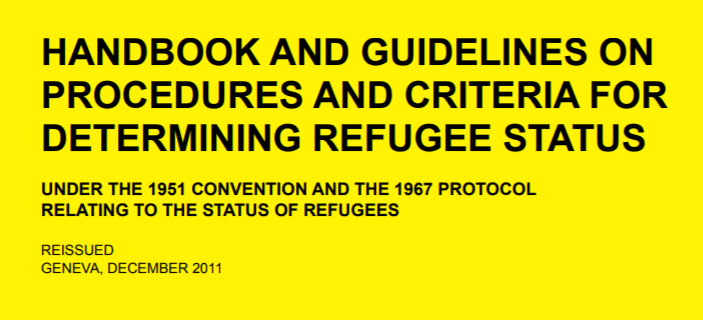 HANDBOOK AND GUIDELINES ON
PROCEDURES AND CRITERIA FOR
DETERMINING REFUGEE STATUS
UNDER THE 1951 CONVENTION AND THE 1967 PROTOCOL
RELATING TO THE STATUS OF REFUGEES
REISSUED
GENEVA, DECEMBER 2011